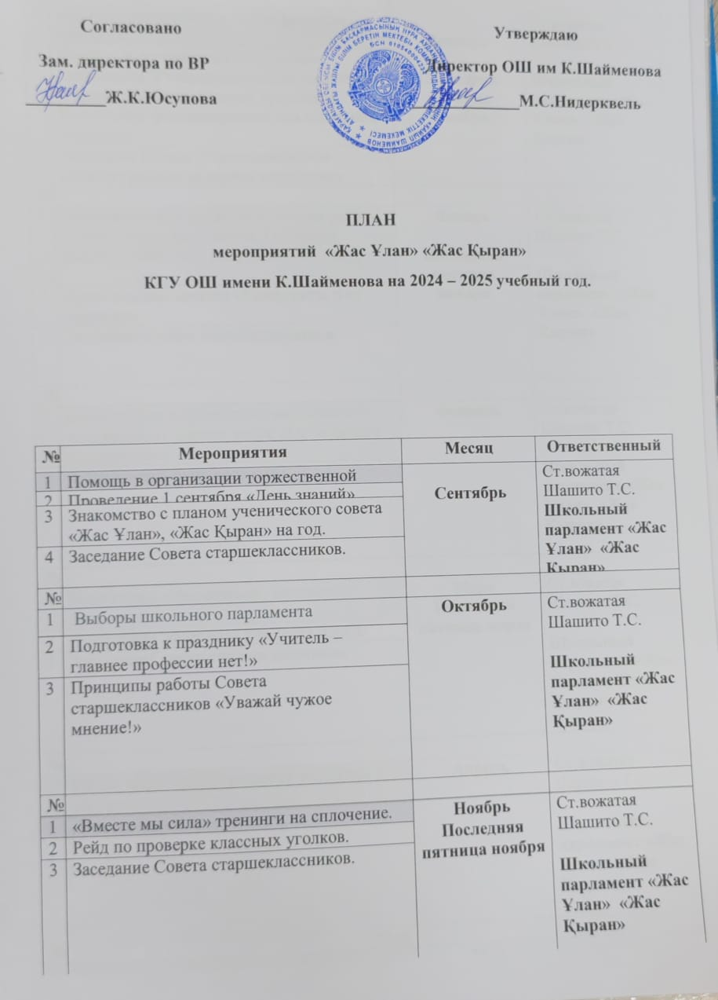 Согласовано
Утверждаю
Зам. директора по ВР
Директор ОШ им К.Шайменова
Ж.К.Юсупова
М.С.Нидерквель
ПЛАН
мероприятий «Жас Ұлан» «Жас Қыран»
КГУ ОШ имени К.Шайменова на 2024 – 2025 учебный год.
№ Мероприятия Месяц Ответственный
1 Помощь в организации торжественной
2 Проведение 1 сентября «День знаний»
3 Знакомство с планом ученического совета
«Жас Ұлан», «Жас Қыран» на год.
4 Заседание Совета старшеклассников.
Сентябрь
Ст.вожатая
Шашито Т.С.
Школьный
парламент «Жас
Ұлан» «Жас
Қыран»
№
1 Выборы школьного парламента
2 Подготовка к празднику «Учитель –
главнее профессии нет!»
3 Принципы работы Совета
старшеклассников «Уважай чужое
мнение!»
Октябрь
Ст.вожатая
Шашито Т.С.
Школьный
парламент «Жас
Ұлан» «Жас
Қыран»
№
1 «Вместе мы сила» тренинги на сплочение.
2 Рейд по проверке классных уголков.
3 Заседание Совета старшеклассников.
Ноябрь
Последняя
пятница ноября
Ст.вожатая
Шашито Т.С.
Школьный
парламент «Жас
Ұлан» «Жас
Қыран»